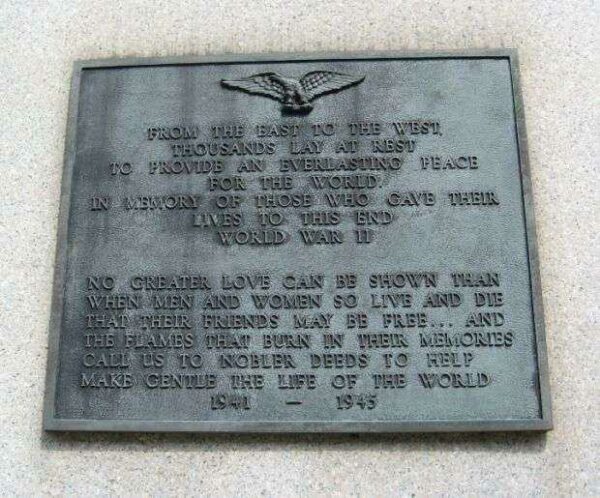 FROM THE EAST TO THE WEST,
THOUSANDS LAY AT REST
TO PROVIDE AN EVERLASTING PEACE
FOR THE WORLD.
IN MEMORY OF THOSE WHO GAVE THEIR
LIVES TO THIS END
WORLD WAR II
NO GREATER LOVE CAN BE SHOWN THAN
WHEN MEN AND WOMEN SO LIVE AND DIE
THAT THEIR FRIENDS MAY BE FREE... AND
THE FLAMES THAT BURN IN THEIR MEMORIES
CALL US TO NOBLER DEEDS TO HELP
MAKE GENTLE THE LIFE OF THE WORLD
1941 — 1945